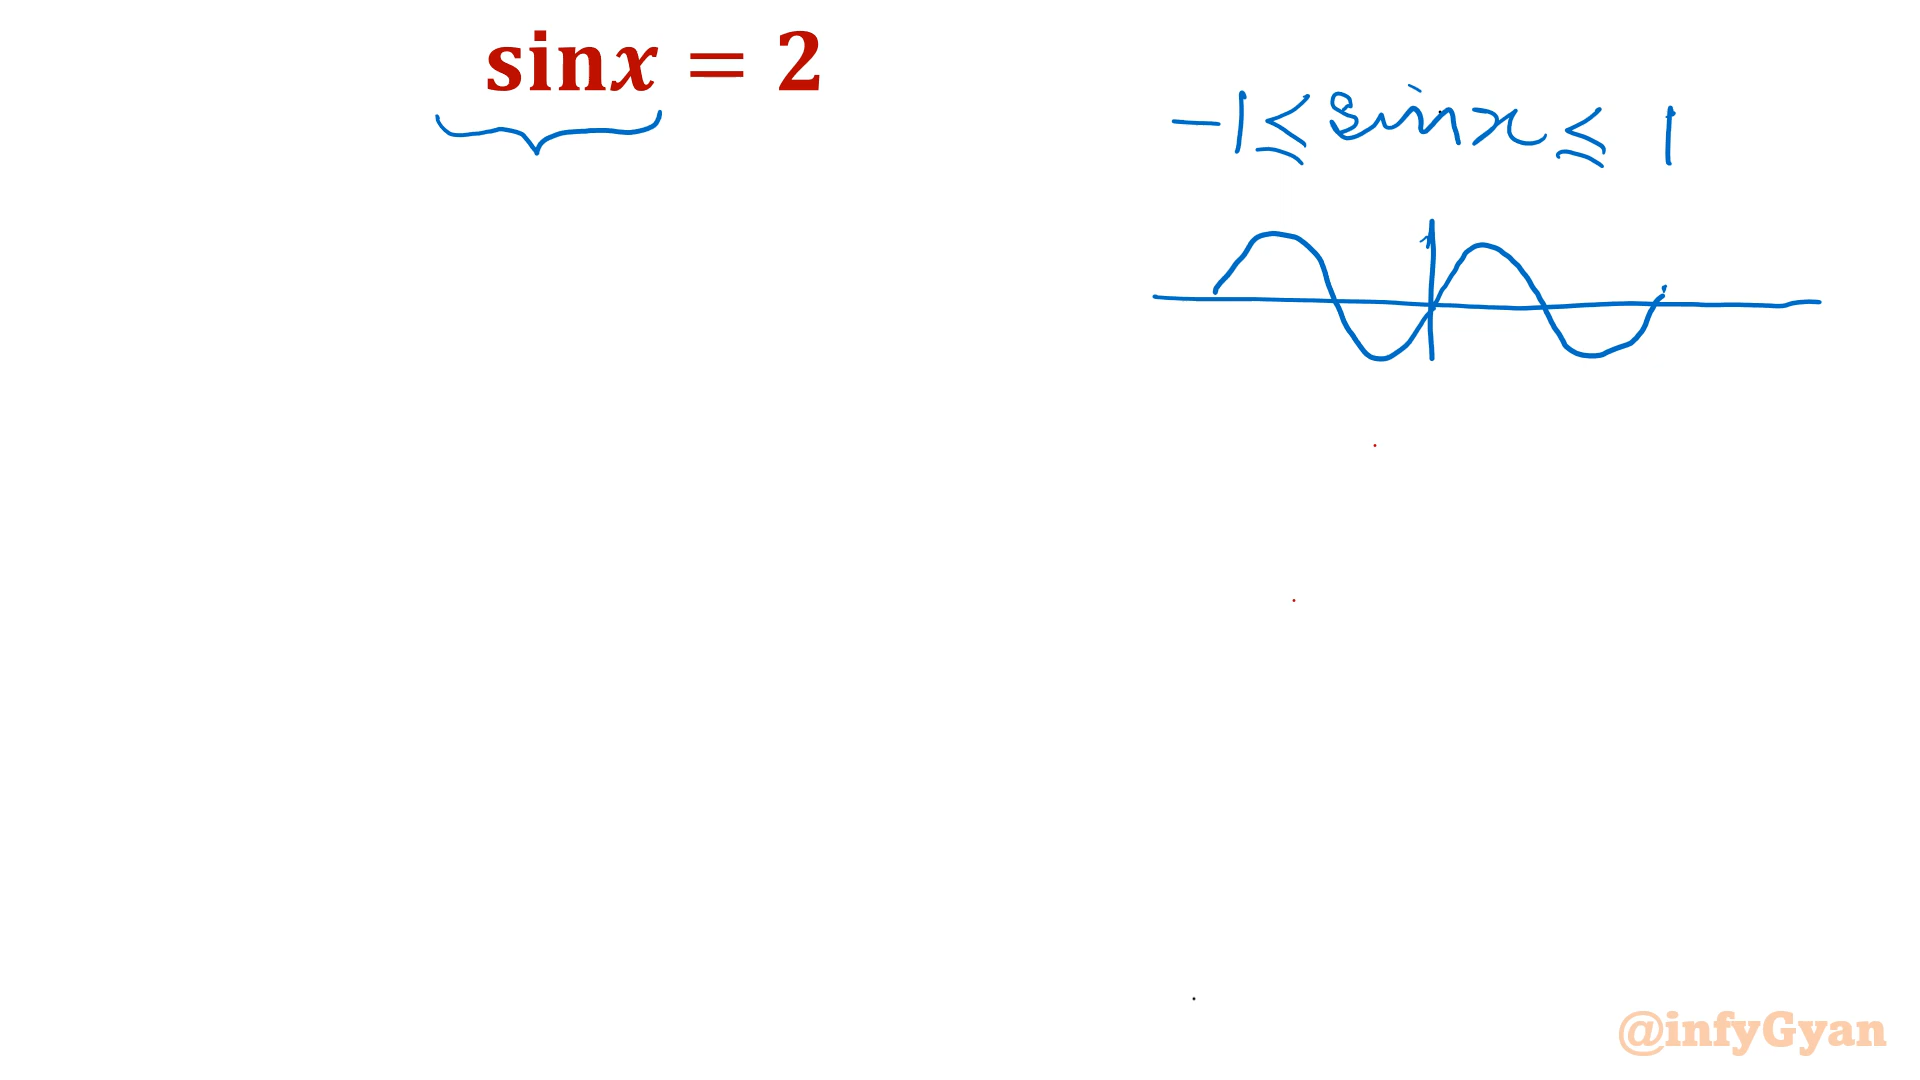 sinx = 2
-1 ≤ sinx ≤ 1
@infyGyan